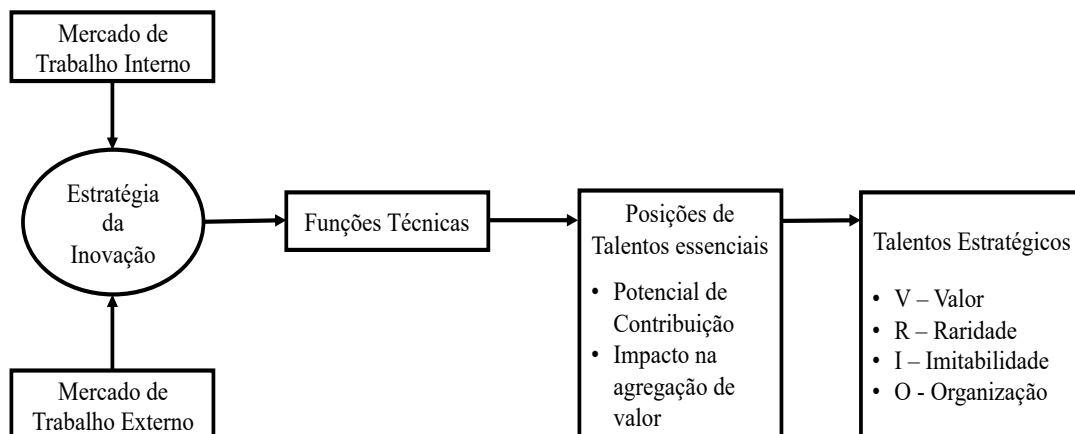 Mercado de
Trabalho Interno
Estratégia
da
Inovação
Mercado de
Trabalho Externo
Funções Técnicas
Posições de
Talentos essenciais
• Potencial de
Contribuição
• Impacto na
agregação de
valor
Talentos Estratégicos
• V – Valor
• R – Raridade
• I – Imitabilidade
• O - Organização